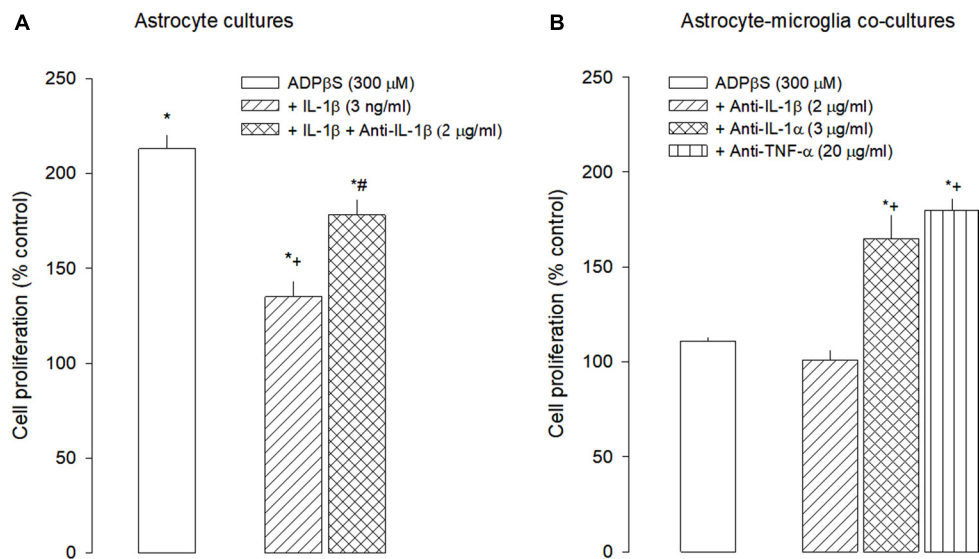 A
Astrocyte cultures
250
200
150
100
50
0
Cell proliferation (% control)
ADPβS (300 μM)
+ IL-1β (3 ng/ml)
+ IL-1β + Anti-IL-1β (2 μg/ml)
*
*+
*#
B
Astrocyte-microglia co-cultures
250
200
150
100
50
0
Cell proliferation (% control)
ADPβS (300 μM)
+ Anti-IL-1β (2 μg/ml)
+ Anti-IL-1α (3 μg/ml)
+ Anti-TNF-α (20 μg/ml)
*+
*+